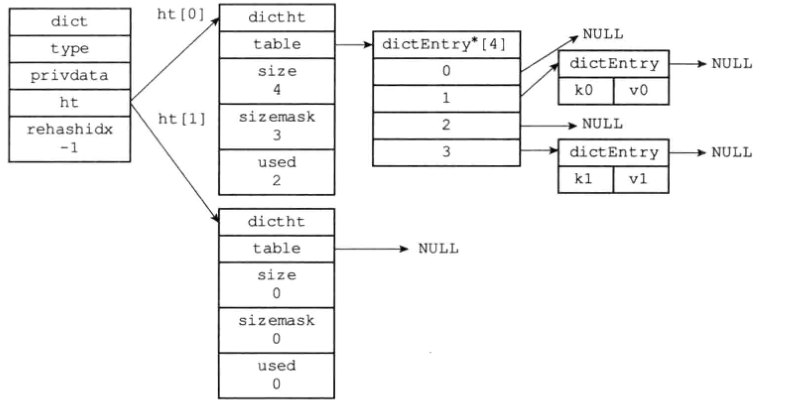 dict
type
privdata
ht
rehashidx
-1
ht[0]
ht[1]
dictht
table
size
4
sizemask
3
used
2
dictEntry*[4]
0
1
2
3
NULL
dictEntry
k0 v0
NULL
NULL
dictEntry
k1 v1
NULL
dictht
table
size
0
sizemask
0
used
0
NULL